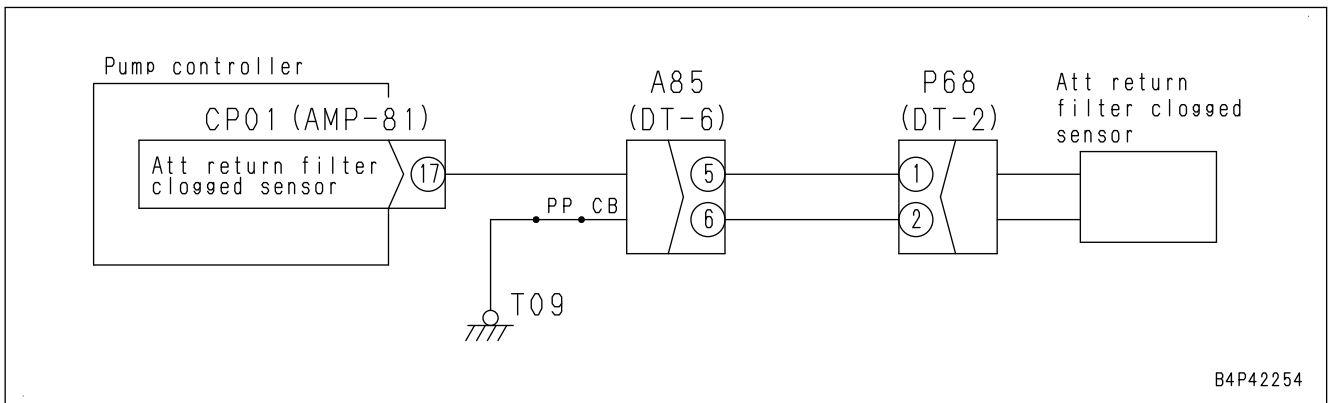 Pump controller
CP01 (AMP-81)
Att return filter
clogged sensor
17
A85
(DT-6)
5
6
PP CB
T09
P68
(DT-2)
1
2
Att return
filter clogged
sensor
B4P42254